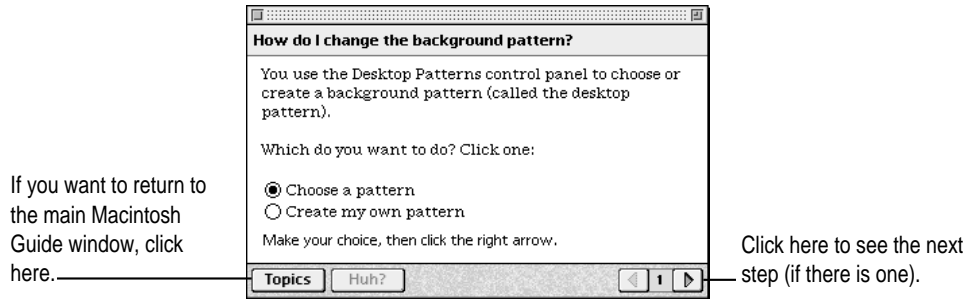 How do I change the background pattern?
You use the Desktop Patterns control panel to choose or
create a background pattern (called the desktop
pattern).
Which do you want to do? Click one:
Choose a pattern
Create my own pattern
Make your choice, then click the right arrow.
Topics Huh? 1
If you want to return to
the main Macintosh
Guide window, click
here.
Click here to see the next
step (if there is one).